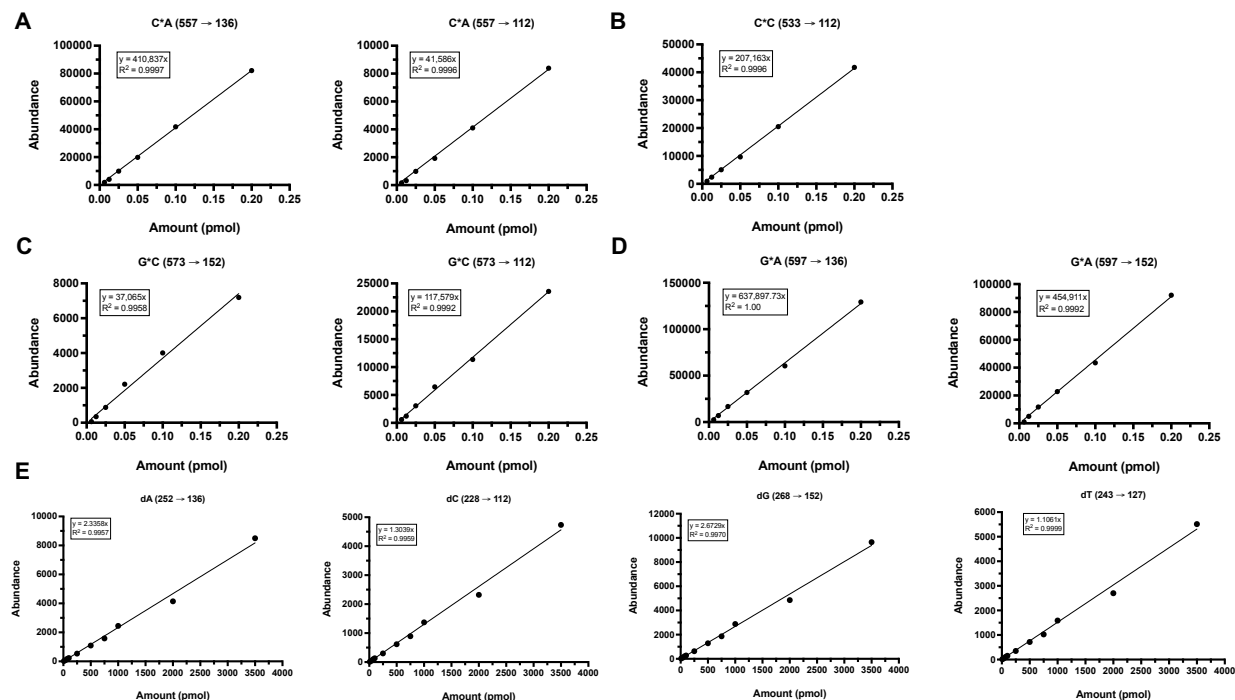 A
C*A (557 → 136)
Abundance
100000
80000
60000
40000
20000
0
y = 410,837x
R² = 0.9997
0.00 0.05 0.10 0.15 0.20 0.25
Amount (pmol)
C*A (557 → 112)
Abundance
10000
8000
6000
4000
2000
0
y = 41,586x
R² = 0.9996
0.00 0.05 0.10 0.15 0.20 0.25
Amount (pmol)
B
C*C (533 → 112)
Abundance
50000
40000
30000
20000
10000
0
y = 207,163x
R² = 0.9996
0.00 0.05 0.10 0.15 0.20 0.25
Amount (pmol)
C
G*C (573 → 152)
Abundance
8000
6000
4000
2000
0
y = 37,065x
R² = 0.9958
0.00 0.05 0.10 0.15 0.20 0.25
Amount (pmol)
G*C (573 → 112)
Abundance
25000
20000
15000
10000
5000
0
y = 117,579x
R² = 0.9992
0.00 0.05 0.10 0.15 0.20 0.25
Amount (pmol)
D
G*A (597 → 136)
Abundance
150000
100000
50000
0
y = 637,897.73x
R² = 1.00
0.00 0.05 0.10 0.15 0.20 0.25
Amount (pmol)
G*A (597 → 152)
Abundance
100000
80000
60000
40000
20000
0
y = 454,911x
R² = 0.9992
0.00 0.05 0.10 0.15 0.20 0.25
Amount (pmol)
E
dA (252 → 136)
Abundance
10000
8000
6000
4000
2000
0
y = 2.3358x
R² = 0.9957
0 500 1000 1500 2000 2500 3000 3500 4000
Amount (pmol)
dC (228 → 112)
Abundance
5000
4000
3000
2000
1000
0
y = 1.3039x
R² = 0.9959
0 500 1000 1500 2000 2500 3000 3500 4000
Amount (pmol)
dG (268 → 152)
Abundance
12000
10000
8000
6000
4000
2000
0
y = 2.6729x
R² = 0.9970
0 500 1000 1500 2000 2500 3000 3500 4000
Amount (pmol)
dT (243 → 127)
Abundance
6000
5000
4000
3000
2000
1000
0
y = 1.1061x
R² = 0.9999
0 500 1000 1500 2000 2500 3000 3500 4000
Amount (pmol)